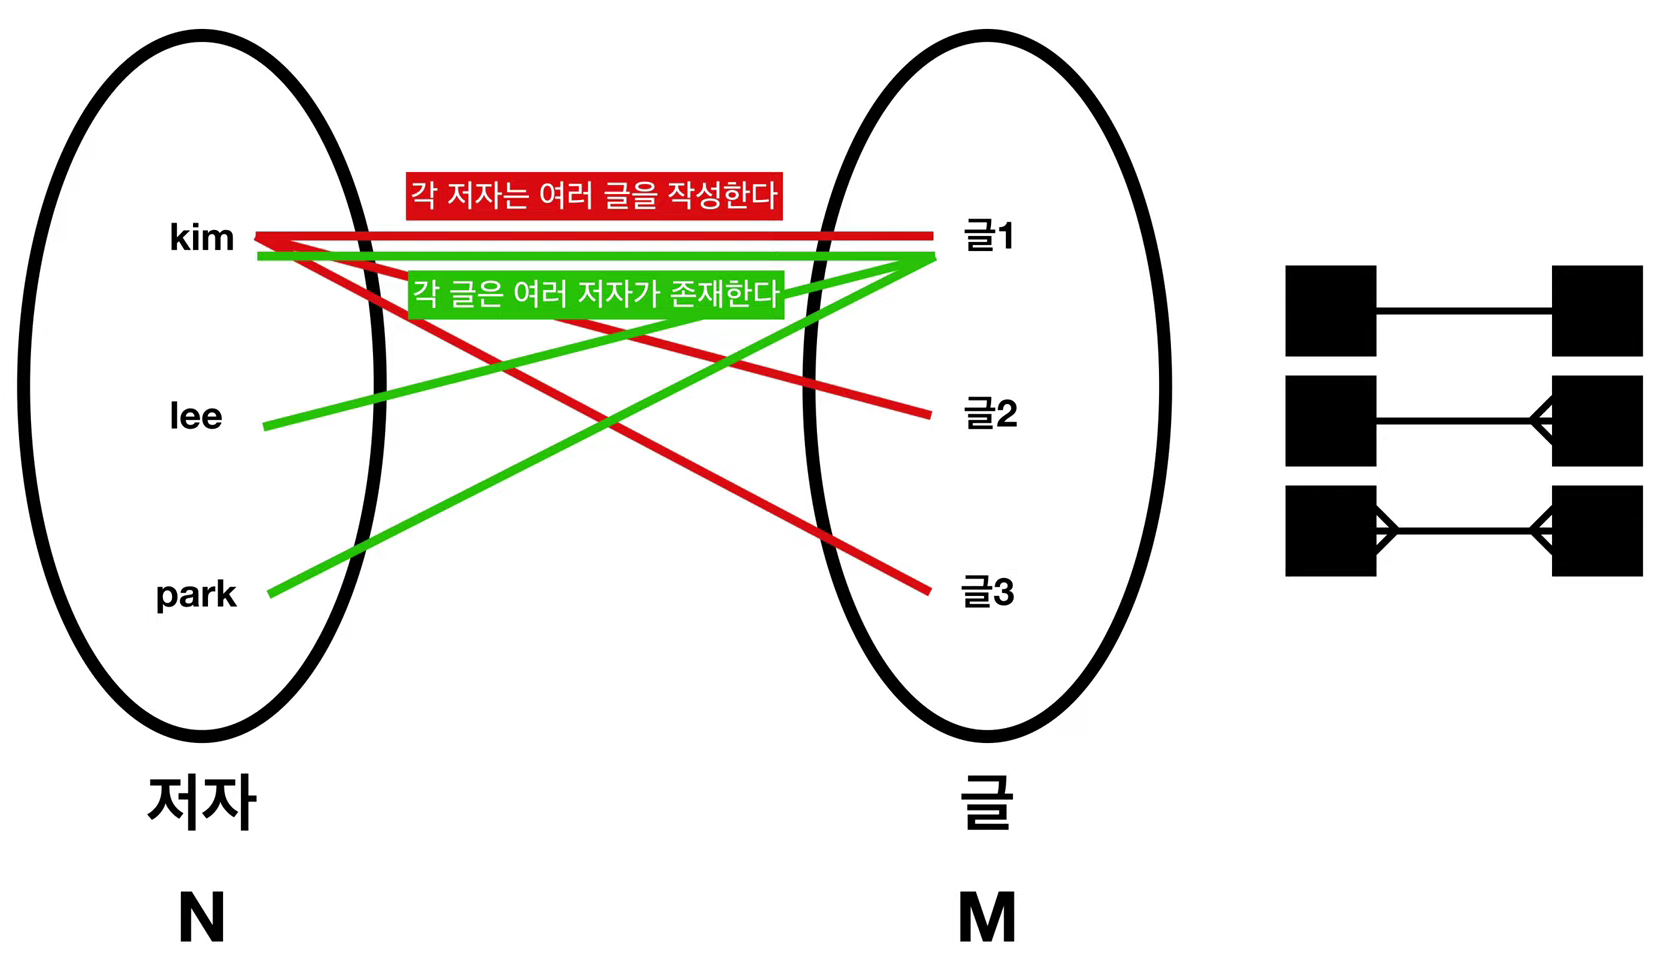 각 저자는 여러 글을 작성한다
kim
글1
각 글은 여러 저자가 존재한다
lee
글2
park
글3
저자
글
N
M